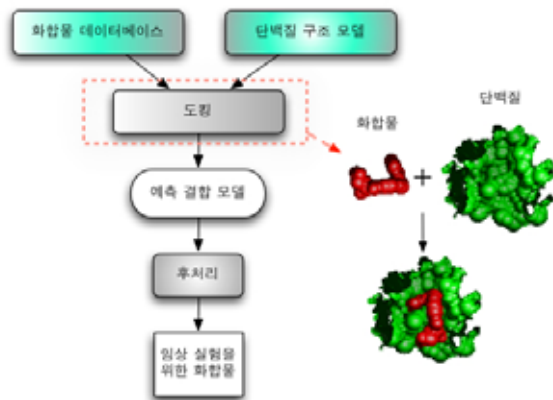 화합물 데이터베이스
단백질 구조 모델
도킹
화합물
단백질
+
예측 결합 모델
후처리
임상 실험을
위한 화합물